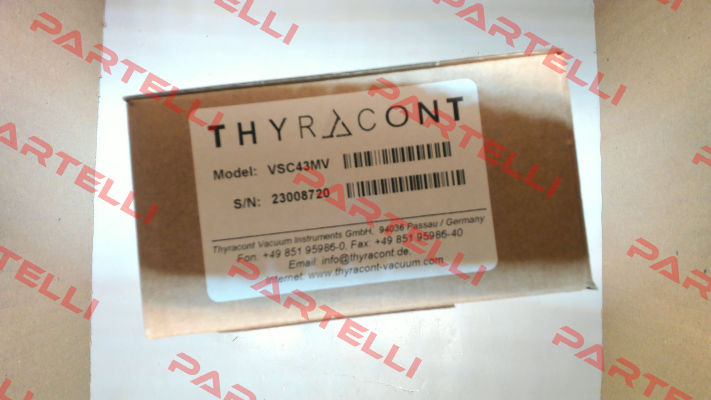 THYRACONT
Model: VSC43MV
S/N: 23008720
Thyracont Vacuum Instruments GmbH, 94036 Passau / Germany
Fon: +49 851 95986-0, Fax: +49 851 95986-40
Email: info@thyracont.de
Internet: www.thyracont-vacuum.com
PARTELLI
PARTELLI
PARTELLI
PARTELLI
PARTELLI
PARTELLI